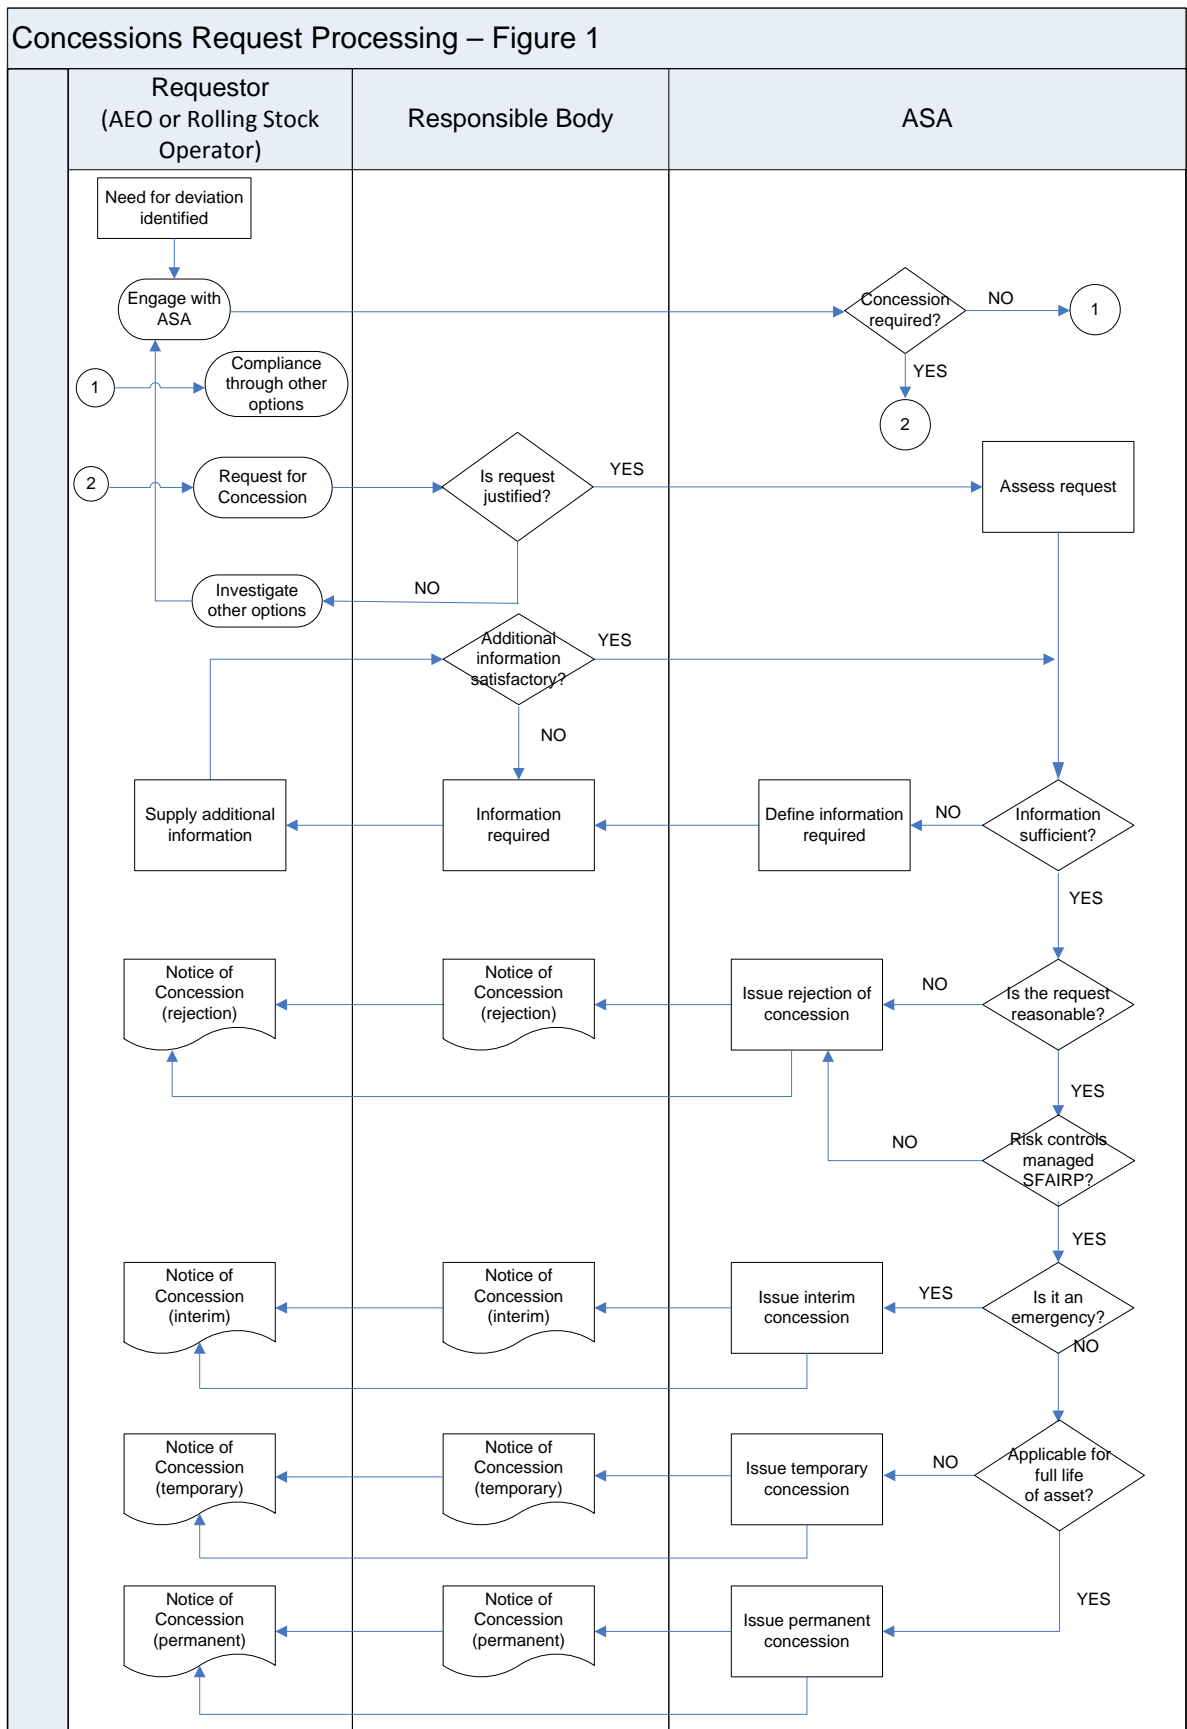 Concessions Request Processing – Figure 1
Requestor
(AEO or Rolling Stock
Operator)
Responsible Body
ASA
Need for deviation
identified
Engage with
ASA
Concession
required?
NO
1
YES
2
1
Compliance
through other
options
2
Request for
Concession
Is request
justified?
YES
Assess request
NO
Investigate
other options
Additional
information
satisfactory?
YES
NO
Supply additional
information
Information
required
Define information
required
NO
Information
sufficient?
YES
Notice of
Concession
(rejection)
Notice of
Concession
(rejection)
Issue rejection of
concession
NO
Is the request
reasonable?
YES
NO
Risk controls
managed
SFAIRP?
YES
Notice of
Concession
(interim)
Notice of
Concession
(interim)
Issue interim
concession
YES
Is it an
emergency?
NO
Notice of
Concession
(temporary)
Notice of
Concession
(temporary)
Issue temporary
concession
NO
Applicable for
full life
of asset?
YES
Notice of
Concession
(permanent)
Notice of
Concession
(permanent)
Issue permanent
concession